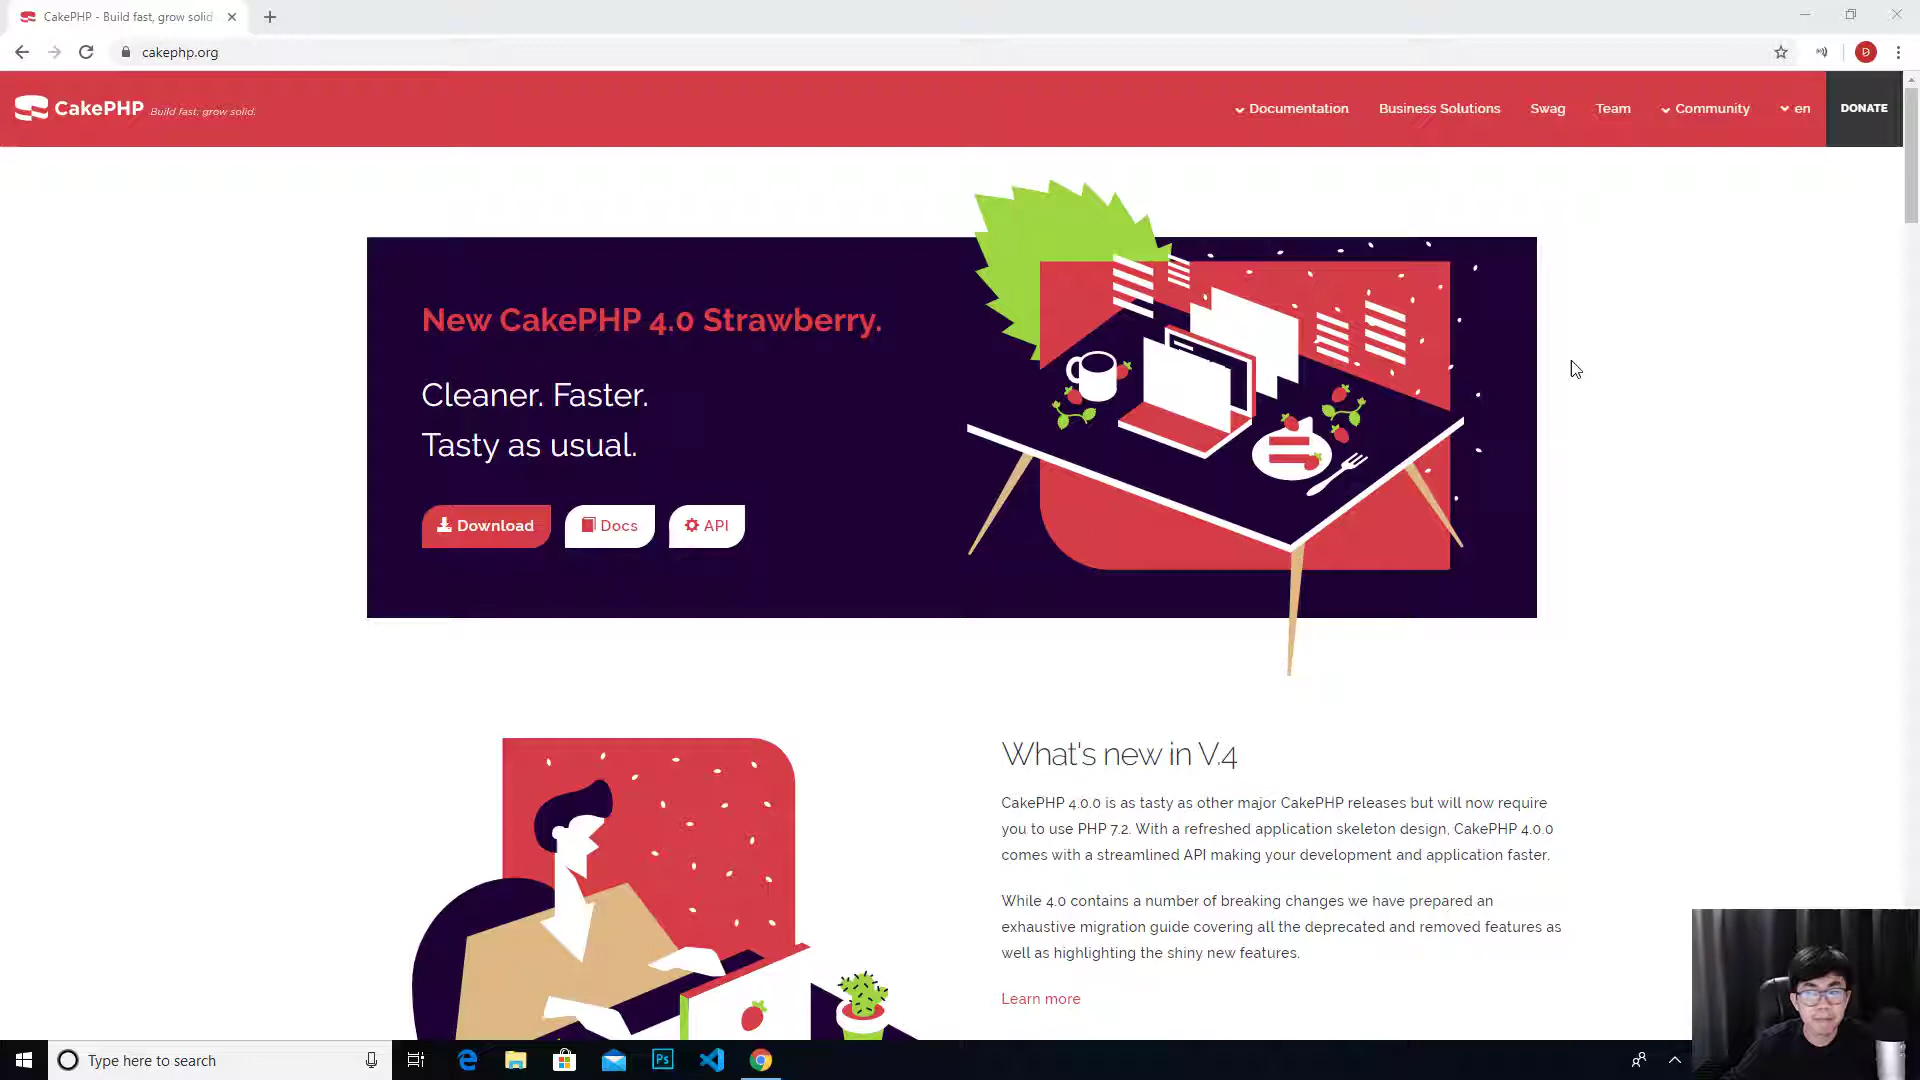 CakePHP - Build fast, grow solid
cakephp.org
D
CakePHP Build fast, grow solid.
Documentation
Business Solutions
Swag
Team
Community
en
DONATE
New CakePHP 4.0 Strawberry.
Cleaner. Faster.
Tasty as usual.
Download
Docs
API
What's new in V.4
CakePHP 4.0.0 is as tasty as other major CakePHP releases but will now require
you to use PHP 7.2. With a refreshed application skeleton design, CakePHP 4.0.0
comes with a streamlined API making your development and application faster.
While 4.0 contains a number of breaking changes we have prepared an
exhaustive migration guide covering all the deprecated and removed features as
well as highlighting the shiny new features.
Learn more
Type here to search
Ps